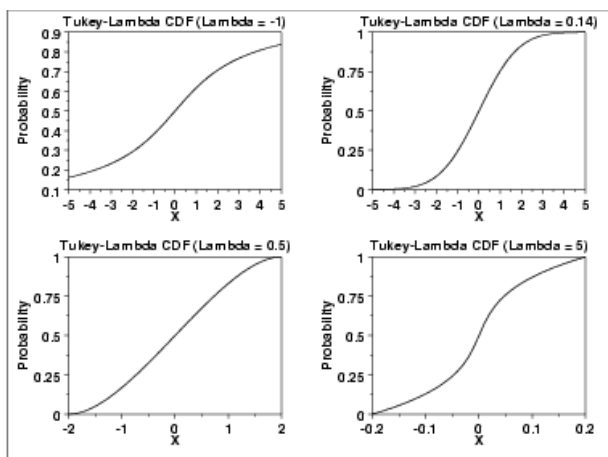 Tukey-Lambda CDF (Lambda = -1)
0.9
0.8
0.7
0.6
0.5
0.4
0.3
0.2
0.1
Probability
-5 -4 -3 -2 -1 0 1 2 3 4 5
X
Tukey-Lambda CDF (Lambda = 0.14)
1
0.75
0.5
0.25
0
Probability
-5 -4 -3 -2 -1 0 1 2 3 4 5
X
Tukey-Lambda CDF (Lambda = 0.5)
1
0.75
0.5
0.25
0
Probability
-2 -1 0 1 2
X
Tukey-Lambda CDF (Lambda = 5)
1
0.75
0.5
0.25
0
Probability
-0.2 -0.1 0 0.1 0.2
X